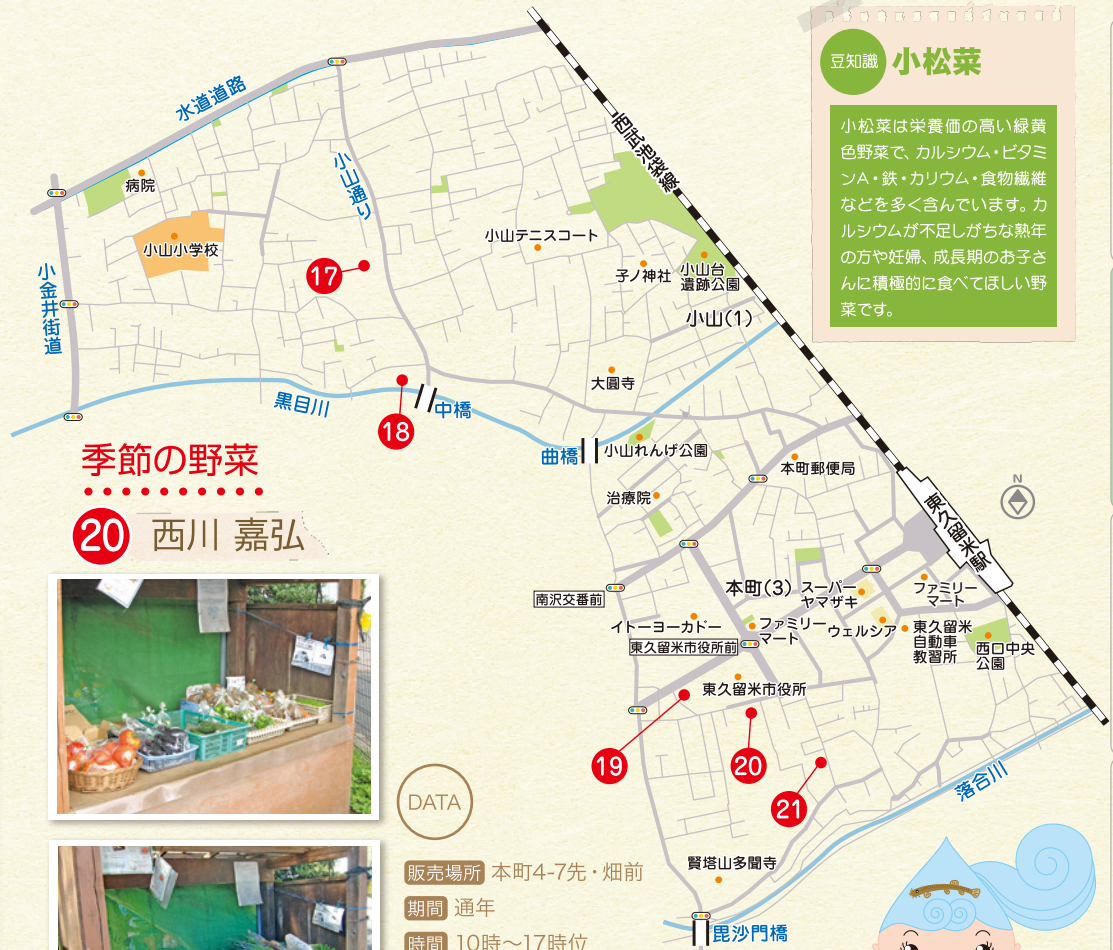 水道道路
小山通り
病院
小山小学校
小金井街道
17
18
黒目川
中橋
曲橋
西武池袋線
小山テニスコート
子ノ神社
小山台
遺跡公園
小山(1)
大圓寺
小山れんげ公園
治療院
本町郵便局
東久留米駅
N
南沢交番前
本町(3)
スーパー
ヤマザキ
ファミリー
マート
イトーヨーカドー
ファミリー
マート
ウェルシア
東久留米
自動車
教習所
西口中央
公園
東久留米市役所前
東久留米市役所
19
20
21
落合川
賢塔山多聞寺
毘沙門橋
豆知識
小松菜
小松菜は栄養価の高い緑黄
色野菜で、カルシウム・ビタミ
ンA・鉄・カリウム・食物繊維
などを多く含んでいます。カ
ルシウムが不足しがちな熟年
の方や妊婦、成長期のお子さ
んに積極的に食べてほしい野
菜です。
季節の野菜
20 西川 嘉弘
DATA
販売場所 本町4-7先・畑前
期間 通年
時間 10時〜17時位